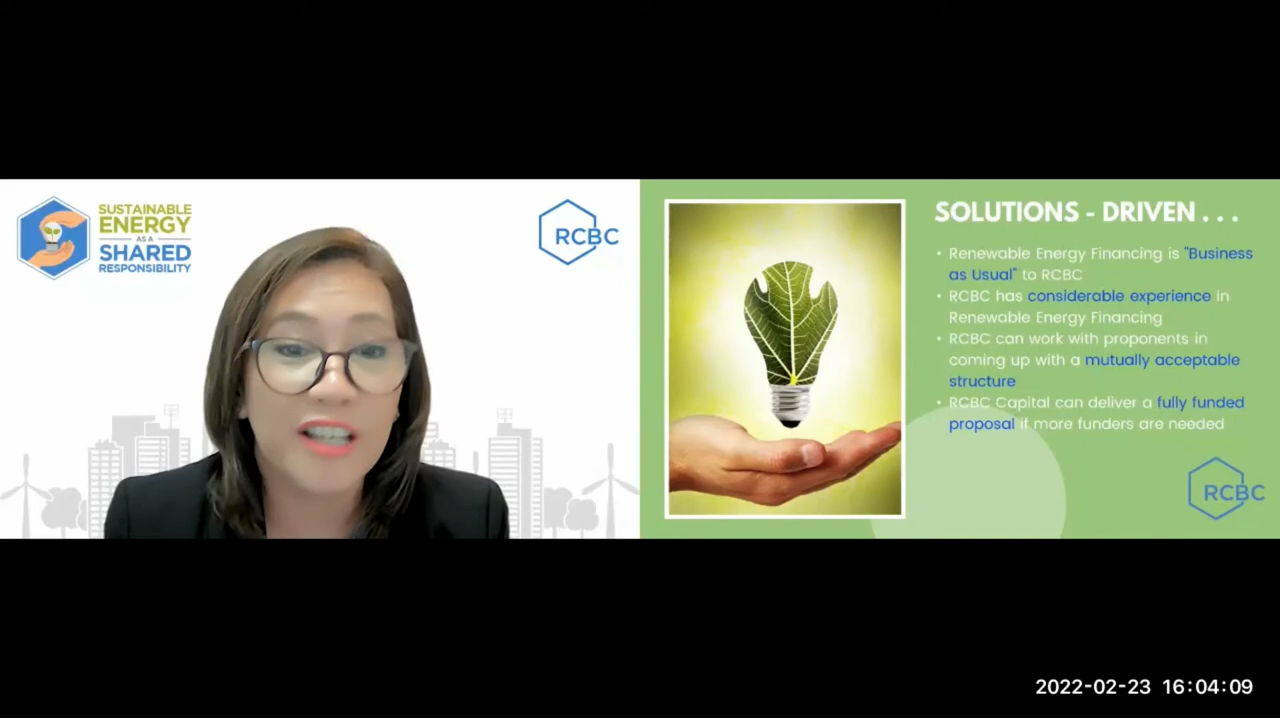 SUSTAINABLE
ENERGY
AS A
SHARED
RESPONSIBILITY
RCBC
SOLUTIONS - DRIVEN . . .
• Renewable Energy Financing is "Business
as Usual" to RCBC
• RCBC has considerable experience in
Renewable Energy Financing
• RCBC can work with proponents in
coming up with a mutually acceptable
structure
• RCBC Capital can deliver a fully funded
proposal if more funders are needed
RCBC
2022-02-23 16:04:09